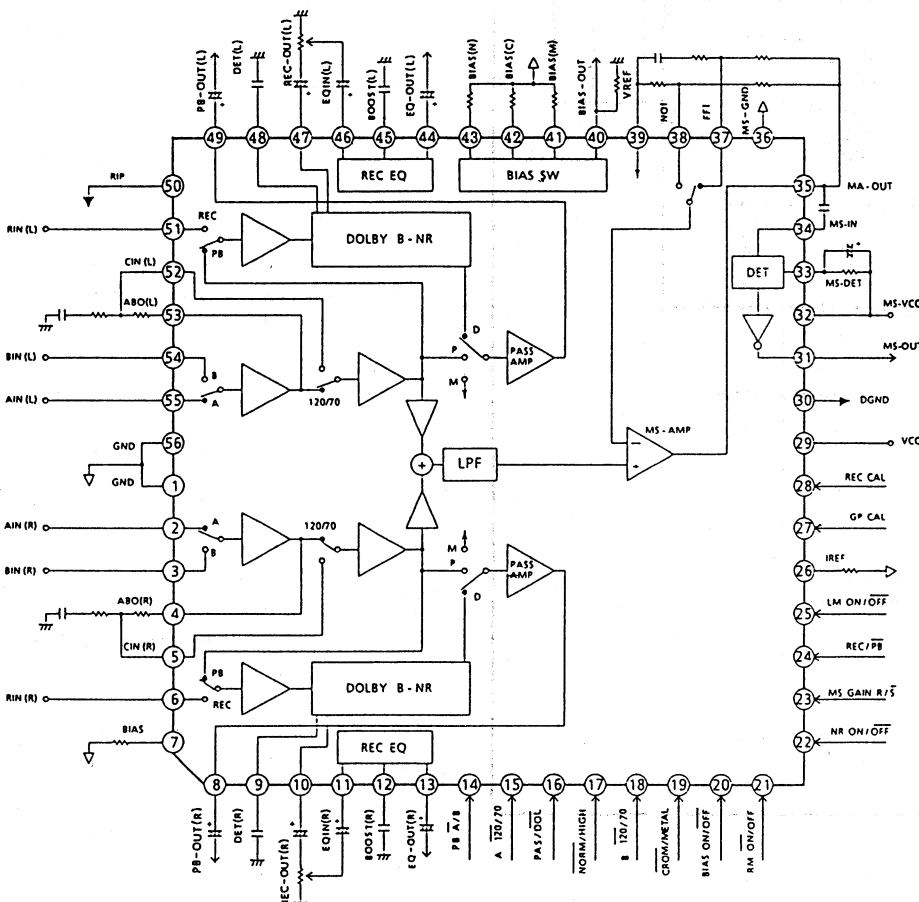 PB-OUT(L)
DET(L)
REC-OUT(L)
EQIN(L)
BOOST(L)
EQ-OUT(L)
BIAS(N)
BIAS(C)
BIAS(M)
BIAS-OUT
VREF
NOI
FFI
MS-GND
49
48
47
46
45
44
43
42
41
40
39
38
37
36
REC EQ
BIAS SW
RIP
50
35
MA-OUT
RIN (L)
51
REC
PB
DOLBY B-NR
34
MS-IN
CIN (L)
52
DET
33
MS-DET
ABO(L)
53
32
MS-VCC
BIN (L)
54
B
D
P
M
PASS
AMP
31
MS-OUT
AIN (L)
55
A
120/70
30
DGND
56
GND
29
VCC
MS-AMP
GND
1
+
LPF
28
REC CAL
AIN (R)
2
A
120/70
27
GP CAL
BIN (R)
3
B
M
P
D
PASS
AMP
26
IREF
ABO(R)
4
25
LM ON/OFF
CIN (R)
5
24
REC/PB
RIN (R)
6
PB
REC
DOLBY B-NR
23
MS GAIN R/S
BIAS
7
REC EQ
22
NR ON/OFF
8
9
10
11
12
13
14
15
16
17
18
19
20
21
PB-OUT(R)
DET(R)
REC-OUT(R)
EQIN(R)
BOOST(R)
EQ-OUT(R)
PB A/B
A 120/70
PAS/DOL
NORM/HIGH
B 120/70
CROM/METAL
BIAS ON/OFF
RM ON/OFF